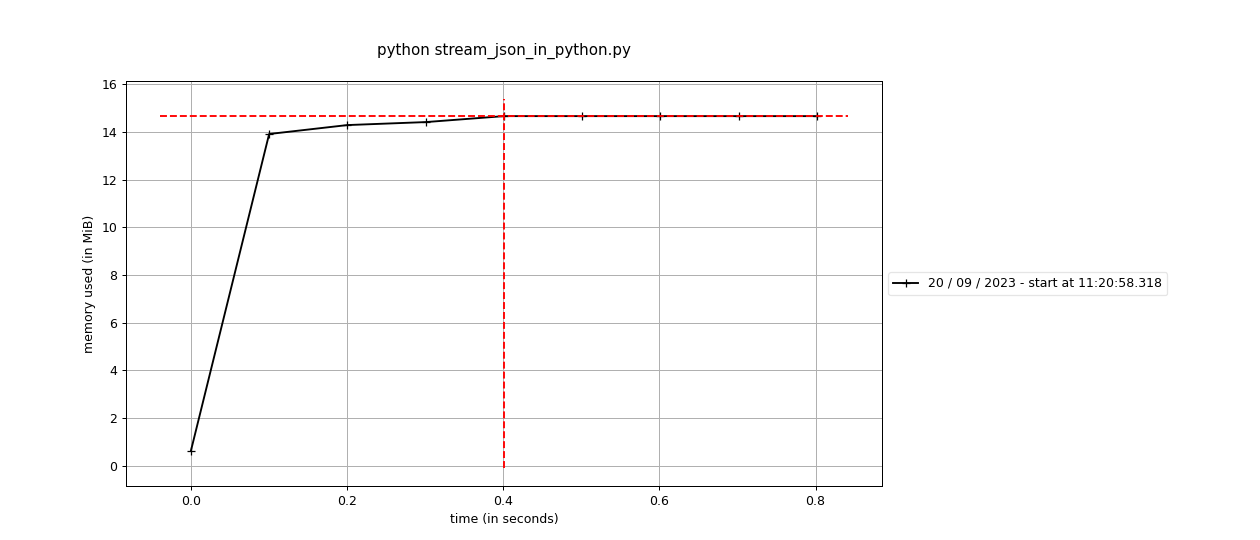 python stream_json_in_python.py
16
14
12
10
8
6
4
2
0
memory used (in MiB)
0.0 0.2 0.4 0.6 0.8
time (in seconds)
20 / 09 / 2023 - start at 11:20:58.318